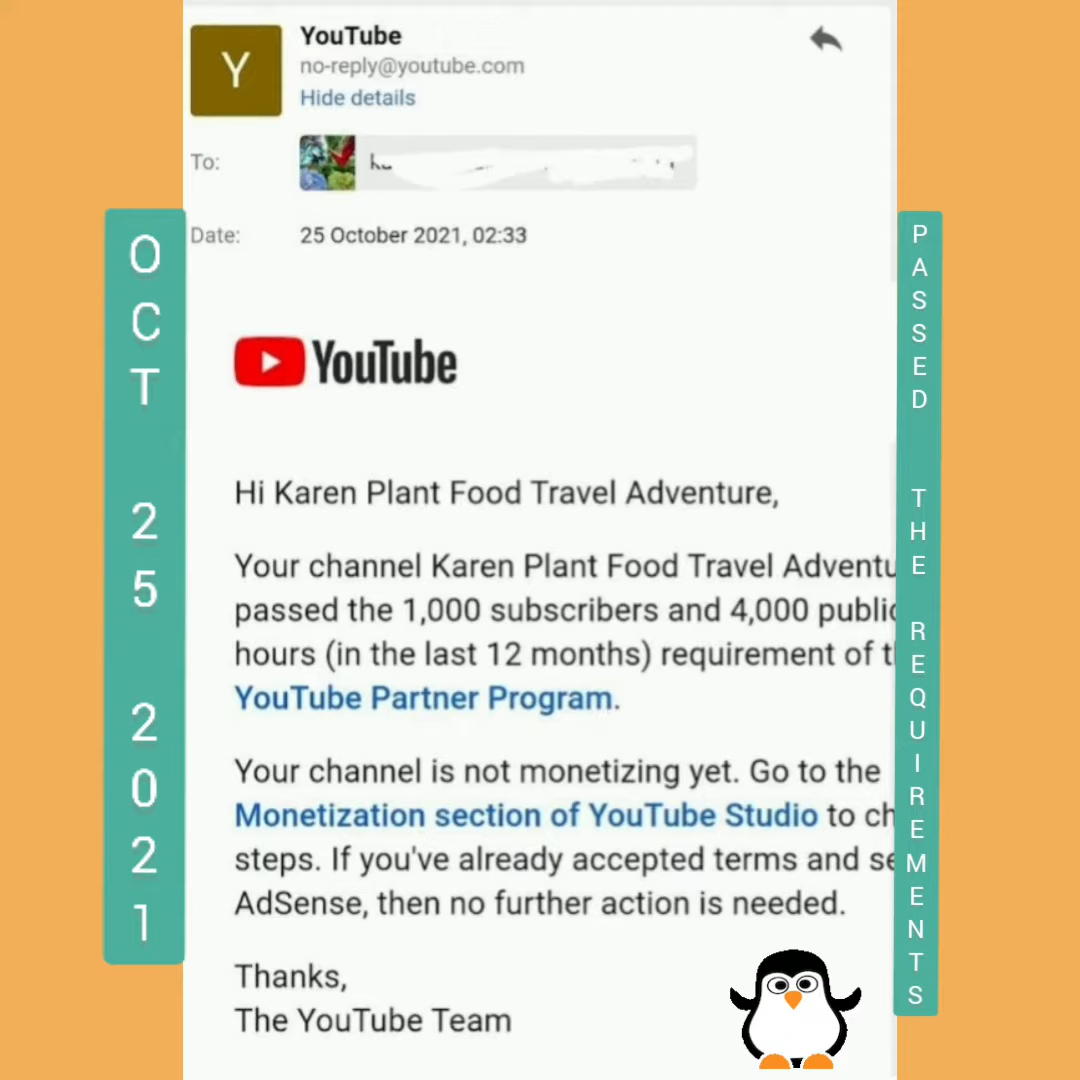 YouTube
Y
no-reply@youtube.com
Hide details
To:
Date:
25 October 2021, 02:33
OCT 25 2021
PASSED THE REQUIREMENTS
YouTube
Hi Karen Plant Food Travel Adventure,
Your channel Karen Plant Food Travel Adventu
passed the 1,000 subscribers and 4,000 public
hours (in the last 12 months) requirement of t
YouTube Partner Program.
Your channel is not monetizing yet. Go to the
Monetization section of YouTube Studio to ch
steps. If you've already accepted terms and se
AdSense, then no further action is needed.
Thanks,
The YouTube Team